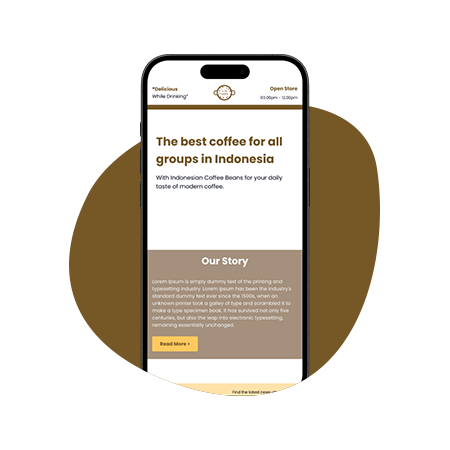 "Delicious
While Drinking"
Open Store
03.00pm - 12.00pm
The best coffee for all
groups in Indonesia
With Indonesian Coffee Beans for your daily
taste of modern coffee.
Our Story
Lorem Ipsum is simply dummy text of the printing and
typesetting industry. Lorem Ipsum has been the industry's
standard dummy text ever since the 1500s, when an
unknown printer took a galley of type and scrambled it to
make a type specimen book. It has survived not only five
centuries, but also the leap into electronic typesetting,
remaining essentially unchanged.
Read More >
Find the latest news